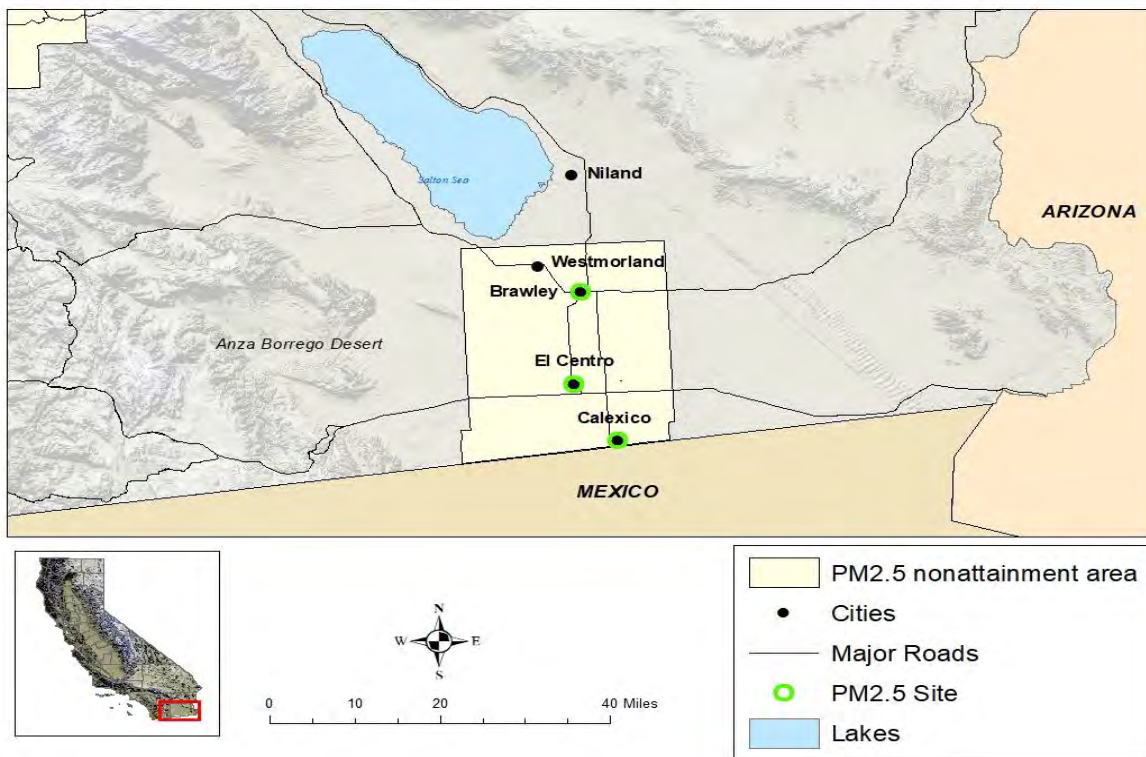 Salton Sea
Niland
ARIZONA
Westmorland
Brawley
Anza Borrego Desert
El Centro
Calexico
MEXICO
PM2.5 nonattainment area
Cities
Major Roads
PM2.5 Site
Lakes
N
W E
S
0 10 20 40 Miles